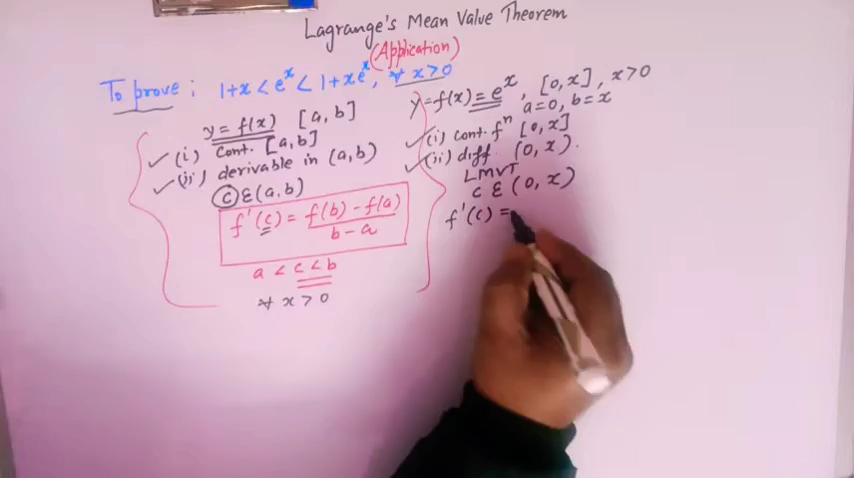 Lagrange's Mean Value Theorem
(Application)
To prove : 1+x < e^x < 1+xe^x, ∀ x>0
y = f(x) [a, b]
(i) cont. [a, b]
(ii) derivable in (a, b)
c ε (a, b)
f'(c) = f(b) - f(a) / b - a
a < c < b
∀ x > 0
y = f(x) = e^x, [0, x], x>0
a=0, b=x
(i) cont. f^n [0, x]
(ii) diff. (0, x).
LMVT
c ε (0, x)
f'(c) =